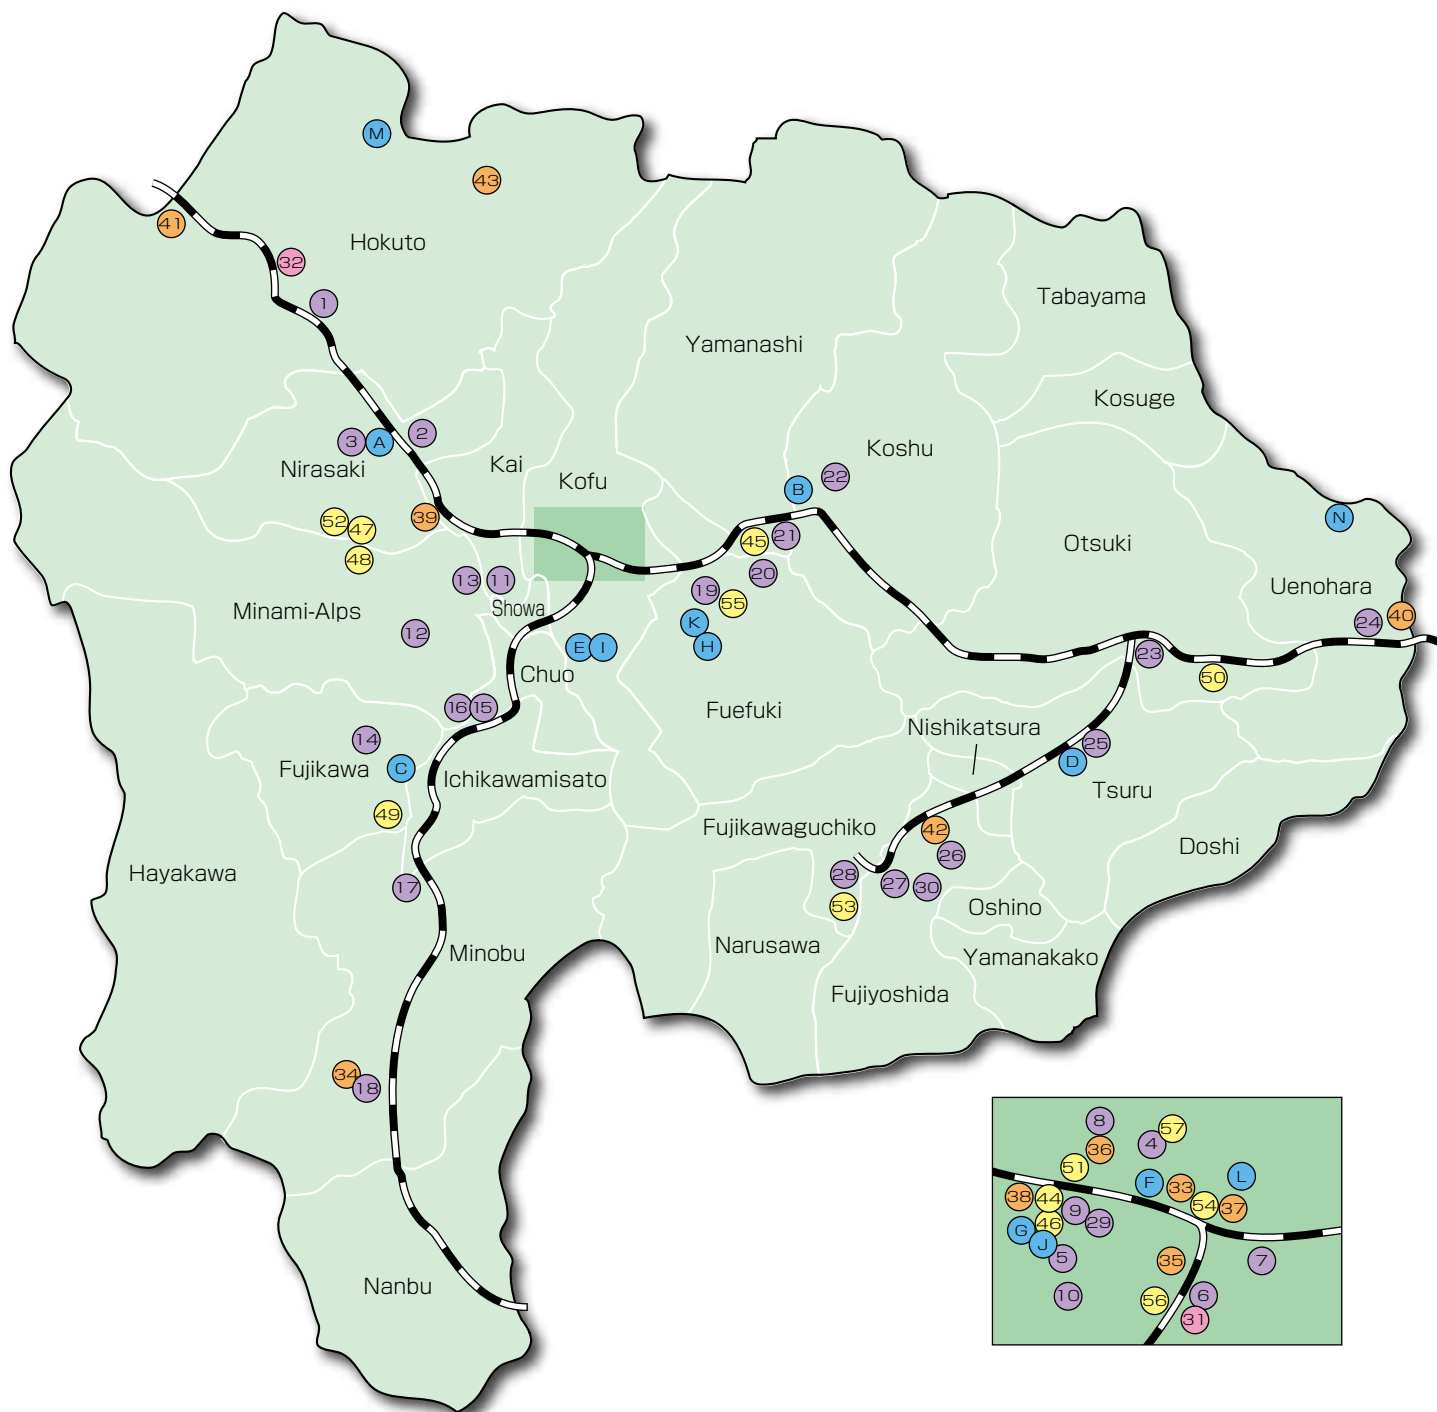 M
43
41
Hokuto
32
1
Tabayama
Yamanashi
Kosuge
3
A
2
Nirasaki
Kai
Kofu
Koshu
22
B
52
47
39
48
45
21
Otsuki
N
13
11
Showa
19
20
55
Uenohara
Minami-Alps
12
K
24
40
E
I
H
23
Chuo
50
16
15
Fuefuki
Nishikatsura
14
Fujikawa
C
Ichikawamisato
D
25
Tsuru
49
Fujikawaguchiko
42
Doshi
26
Hayakawa
17
28
27
30
53
Oshino
Minobu
Narusawa
Yamanakako
Fujiyoshida
34
18
Nanbu
8
57
36
4
51
F
33
L
38
44
54
37
9
29
G
46
J
5
35
7
10
56
6
31